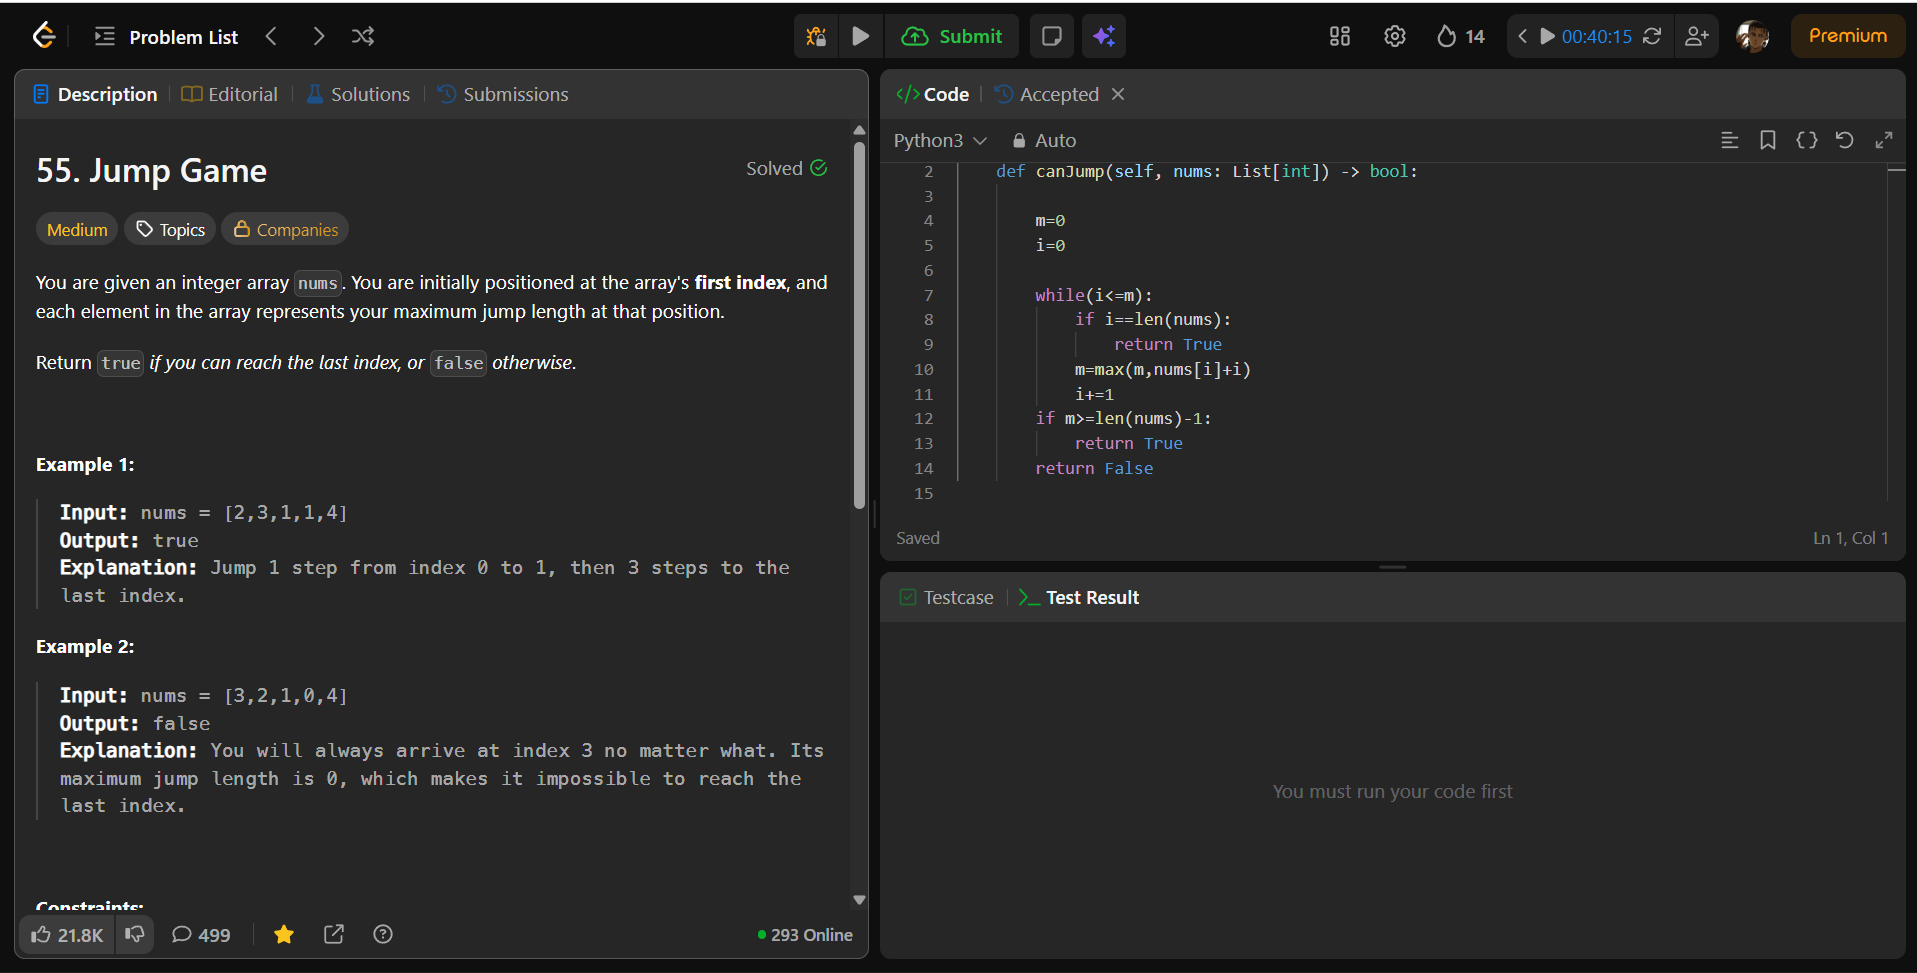 Problem List
Submit
14
00:40:15
Premium
Description
Editorial
Solutions
Submissions
55. Jump Game
Solved
Medium
Topics
Companies
You are given an integer array nums. You are initially positioned at the array's first index, and
each element in the array represents your maximum jump length at that position.
Return true if you can reach the last index, or false otherwise.
Example 1:
Input: nums = [2,3,1,1,4]
Output: true
Explanation: Jump 1 step from index 0 to 1, then 3 steps to the
last index.
Example 2:
Input: nums = [3,2,1,0,4]
Output: false
Explanation: You will always arrive at index 3 no matter what. Its
maximum jump length is 0, which makes it impossible to reach the
last index.
Constraints:
21.8K
499
293 Online
</> Code
Accepted
Python3
Auto
2 def canJump(self, nums: List[int]) -> bool:
3
4 m=0
5 i=0
6
7 while(i<=m):
8 if i==len(nums):
9 return True
10 m=max(m,nums[i]+i)
11 i+=1
12 if m>=len(nums)-1:
13 return True
14 return False
15
Saved
Ln 1, Col 1
Testcase
Test Result
You must run your code first